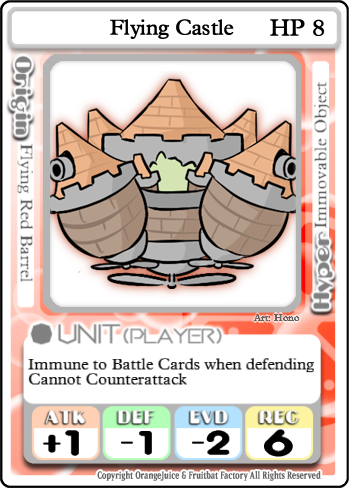 Flying Castle HP 8
Origin Flying Red Barrel
Hyper Immovable Object
Art: Hono
UNIT (PLAYER)
Immune to Battle Cards when defending
Cannot Counterattack
ATK DEF EVD REC
+1 -1 -2 6
Copyright OrangeJuice & Fruitbat Factory All Rights Reserved